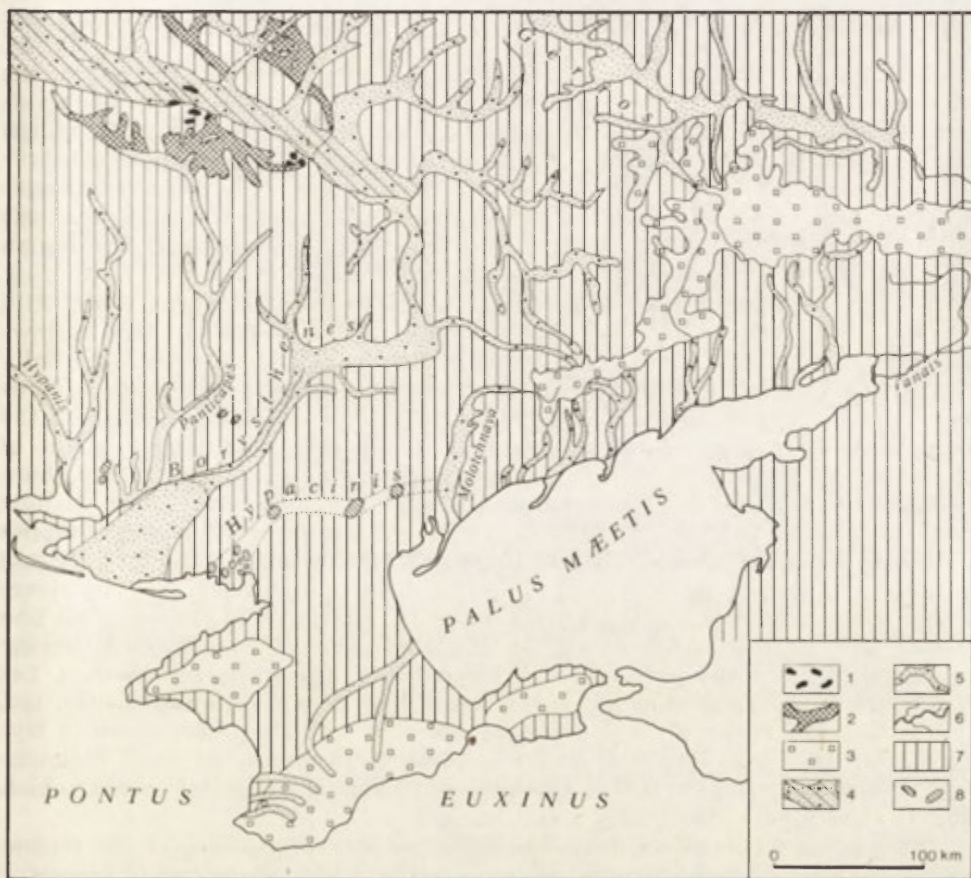 Hypanis
Panticapes
Borysthenes
Hypaciris
Molotchnaya
Tanais
PALUS MÆETIS
PONTUS EUXINUS
1 5
2 6
3 7
4 8
0 100 km